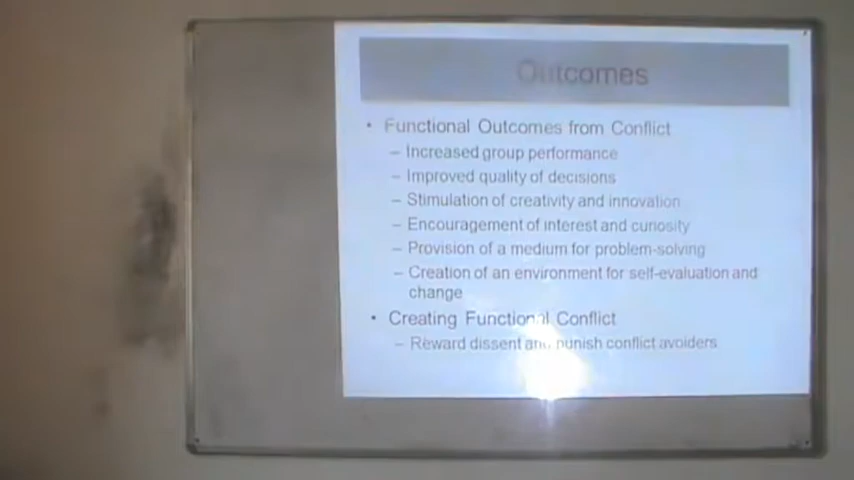 Outcomes
• Functional Outcomes from Conflict
– Increased group performance
– Improved quality of decisions
– Stimulation of creativity and innovation
– Encouragement of interest and curiosity
– Provision of a medium for problem-solving
– Creation of an environment for self-evaluation and
change
• Creating Functional Conflict
– Reward dissent and punish conflict avoiders